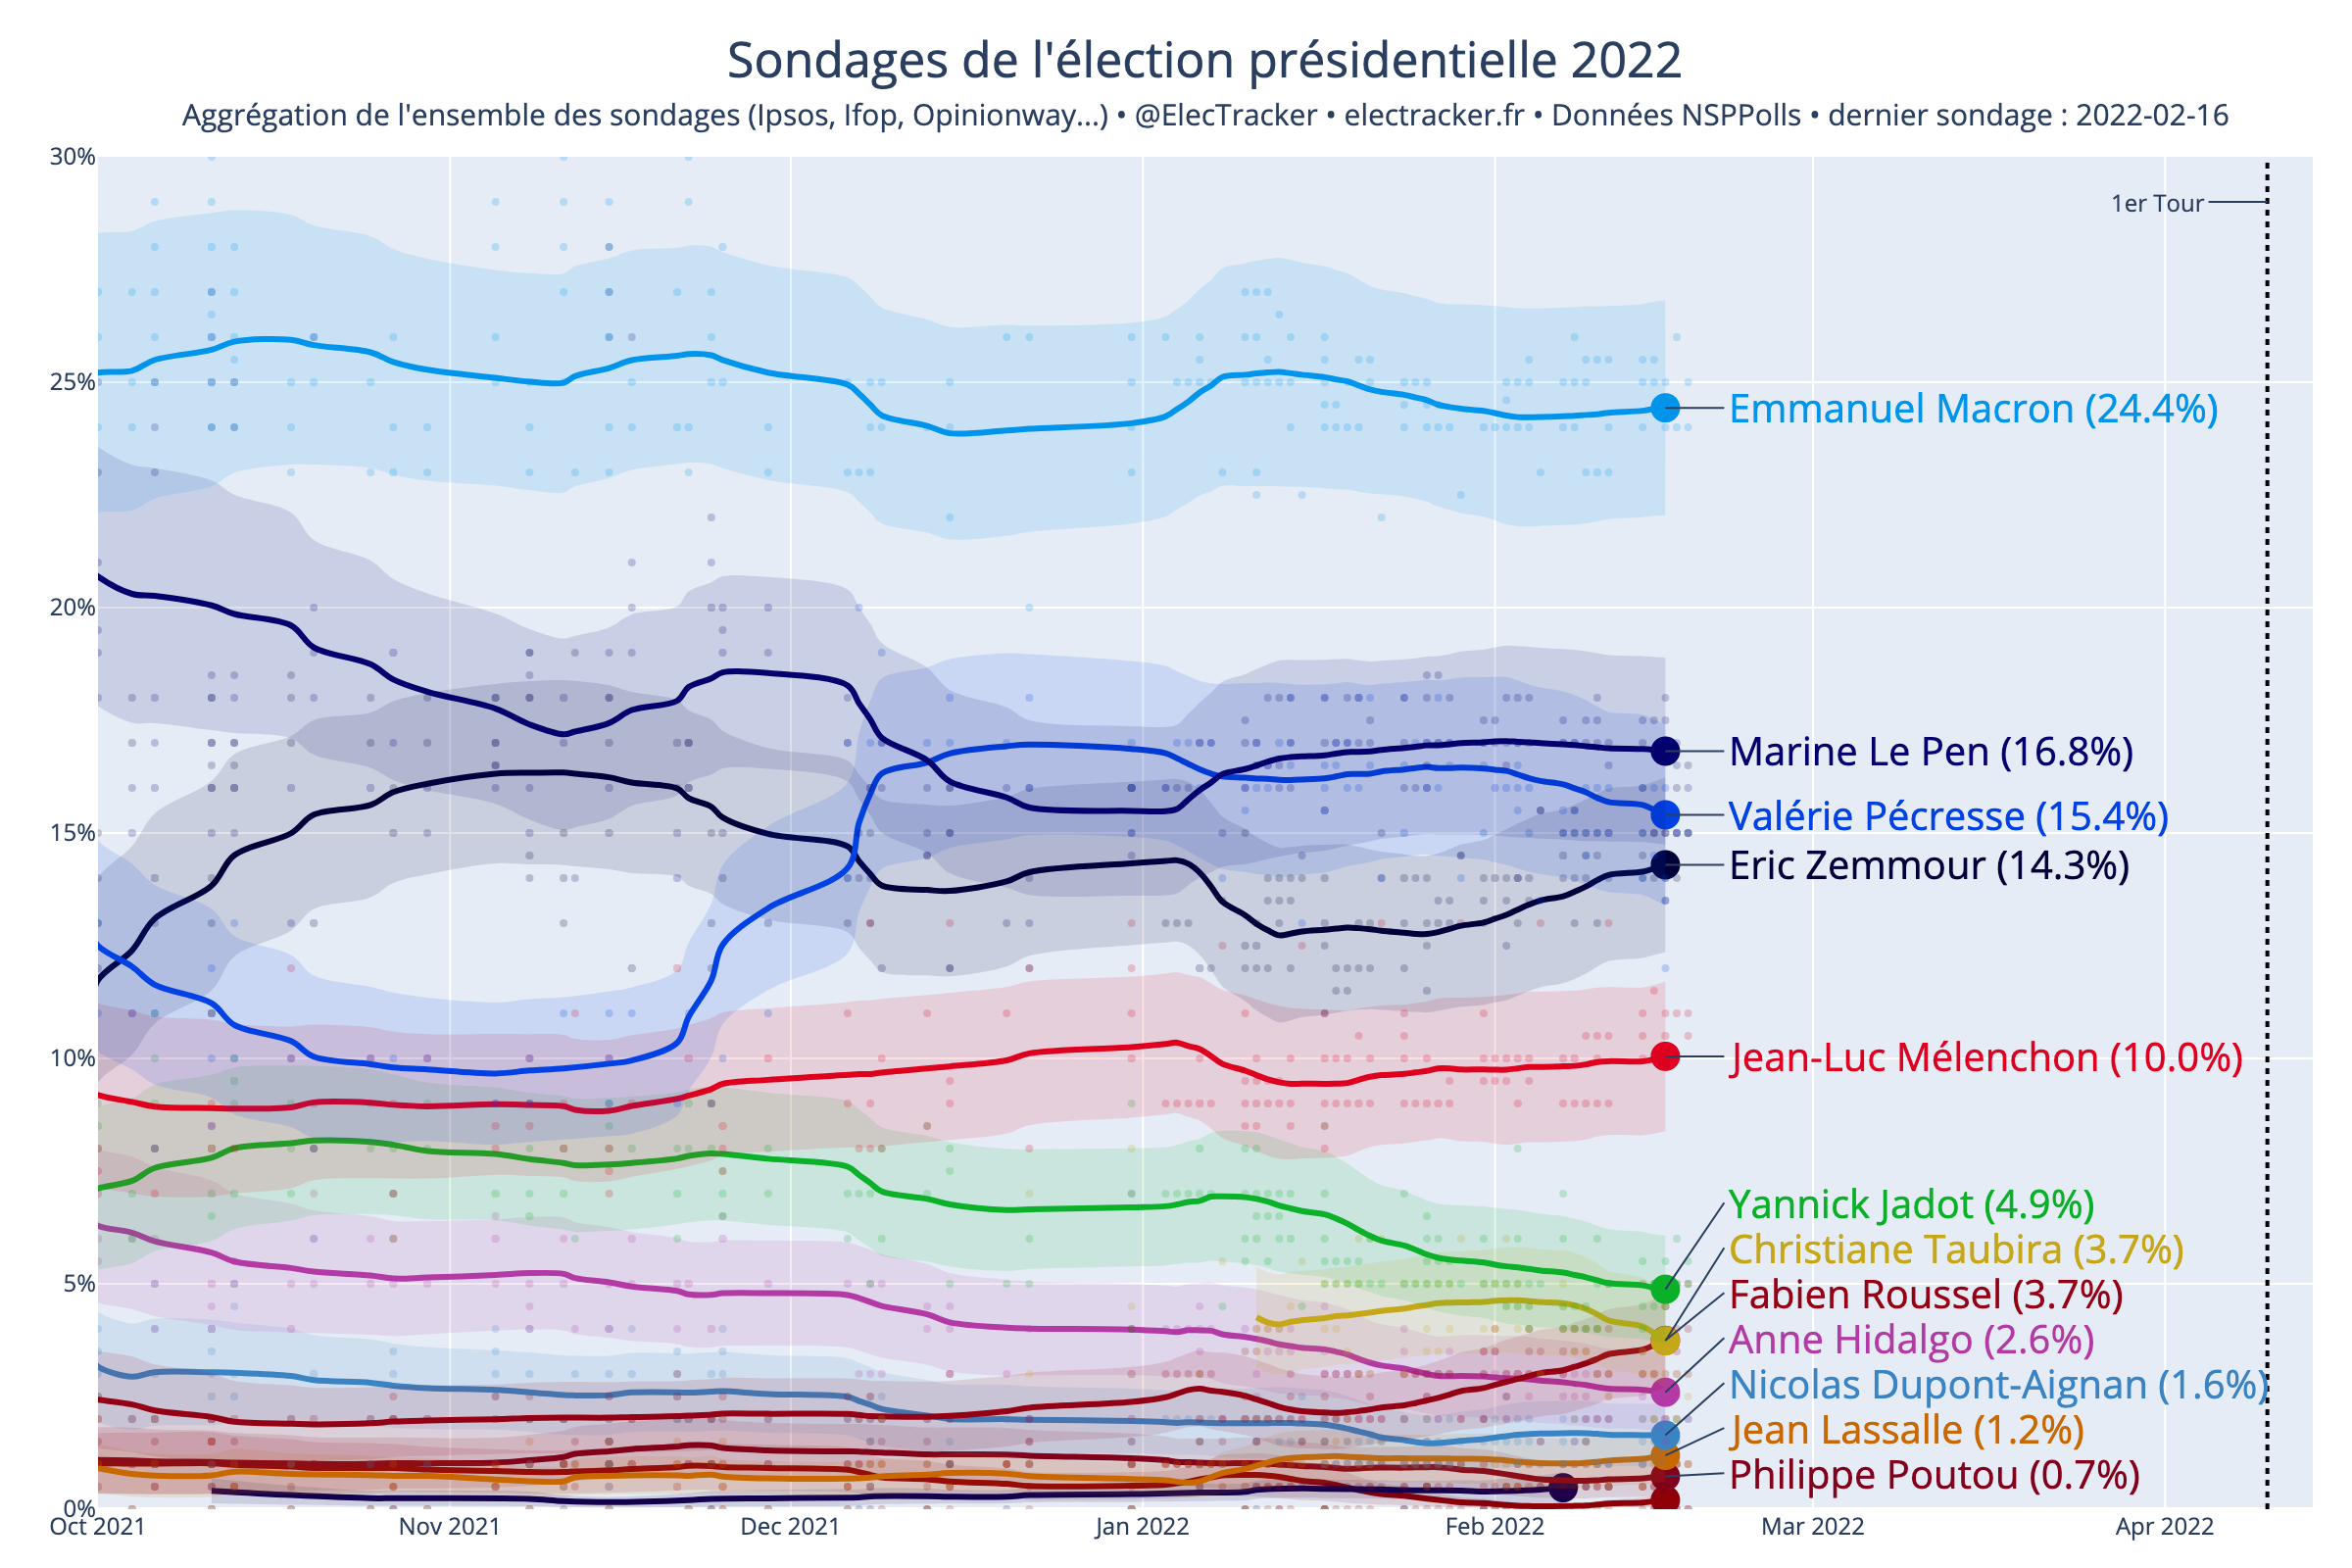 Sondages de l'élection présidentielle 2022
Aggrégation de l'ensemble des sondages (Ipsos, Ifop, Opinionway...) • @ElecTracker • electracker.fr • Données NSPPolls • dernier sondage : 2022-02-16
30%
1er Tour
25%
Emmanuel Macron (24.4%)
20%
Marine Le Pen (16.8%)
Valérie Pécresse (15.4%)
15%
Eric Zemmour (14.3%)
10%
Jean-Luc Mélenchon (10.0%)
Yannick Jadot (4.9%)
Christiane Taubira (3.7%)
5%
Fabien Roussel (3.7%)
Anne Hidalgo (2.6%)
Nicolas Dupont-Aignan (1.6%)
Jean Lassalle (1.2%)
Philippe Poutou (0.7%)
0%
Oct 2021 Nov 2021 Dec 2021 Jan 2022 Feb 2022 Mar 2022 Apr 2022